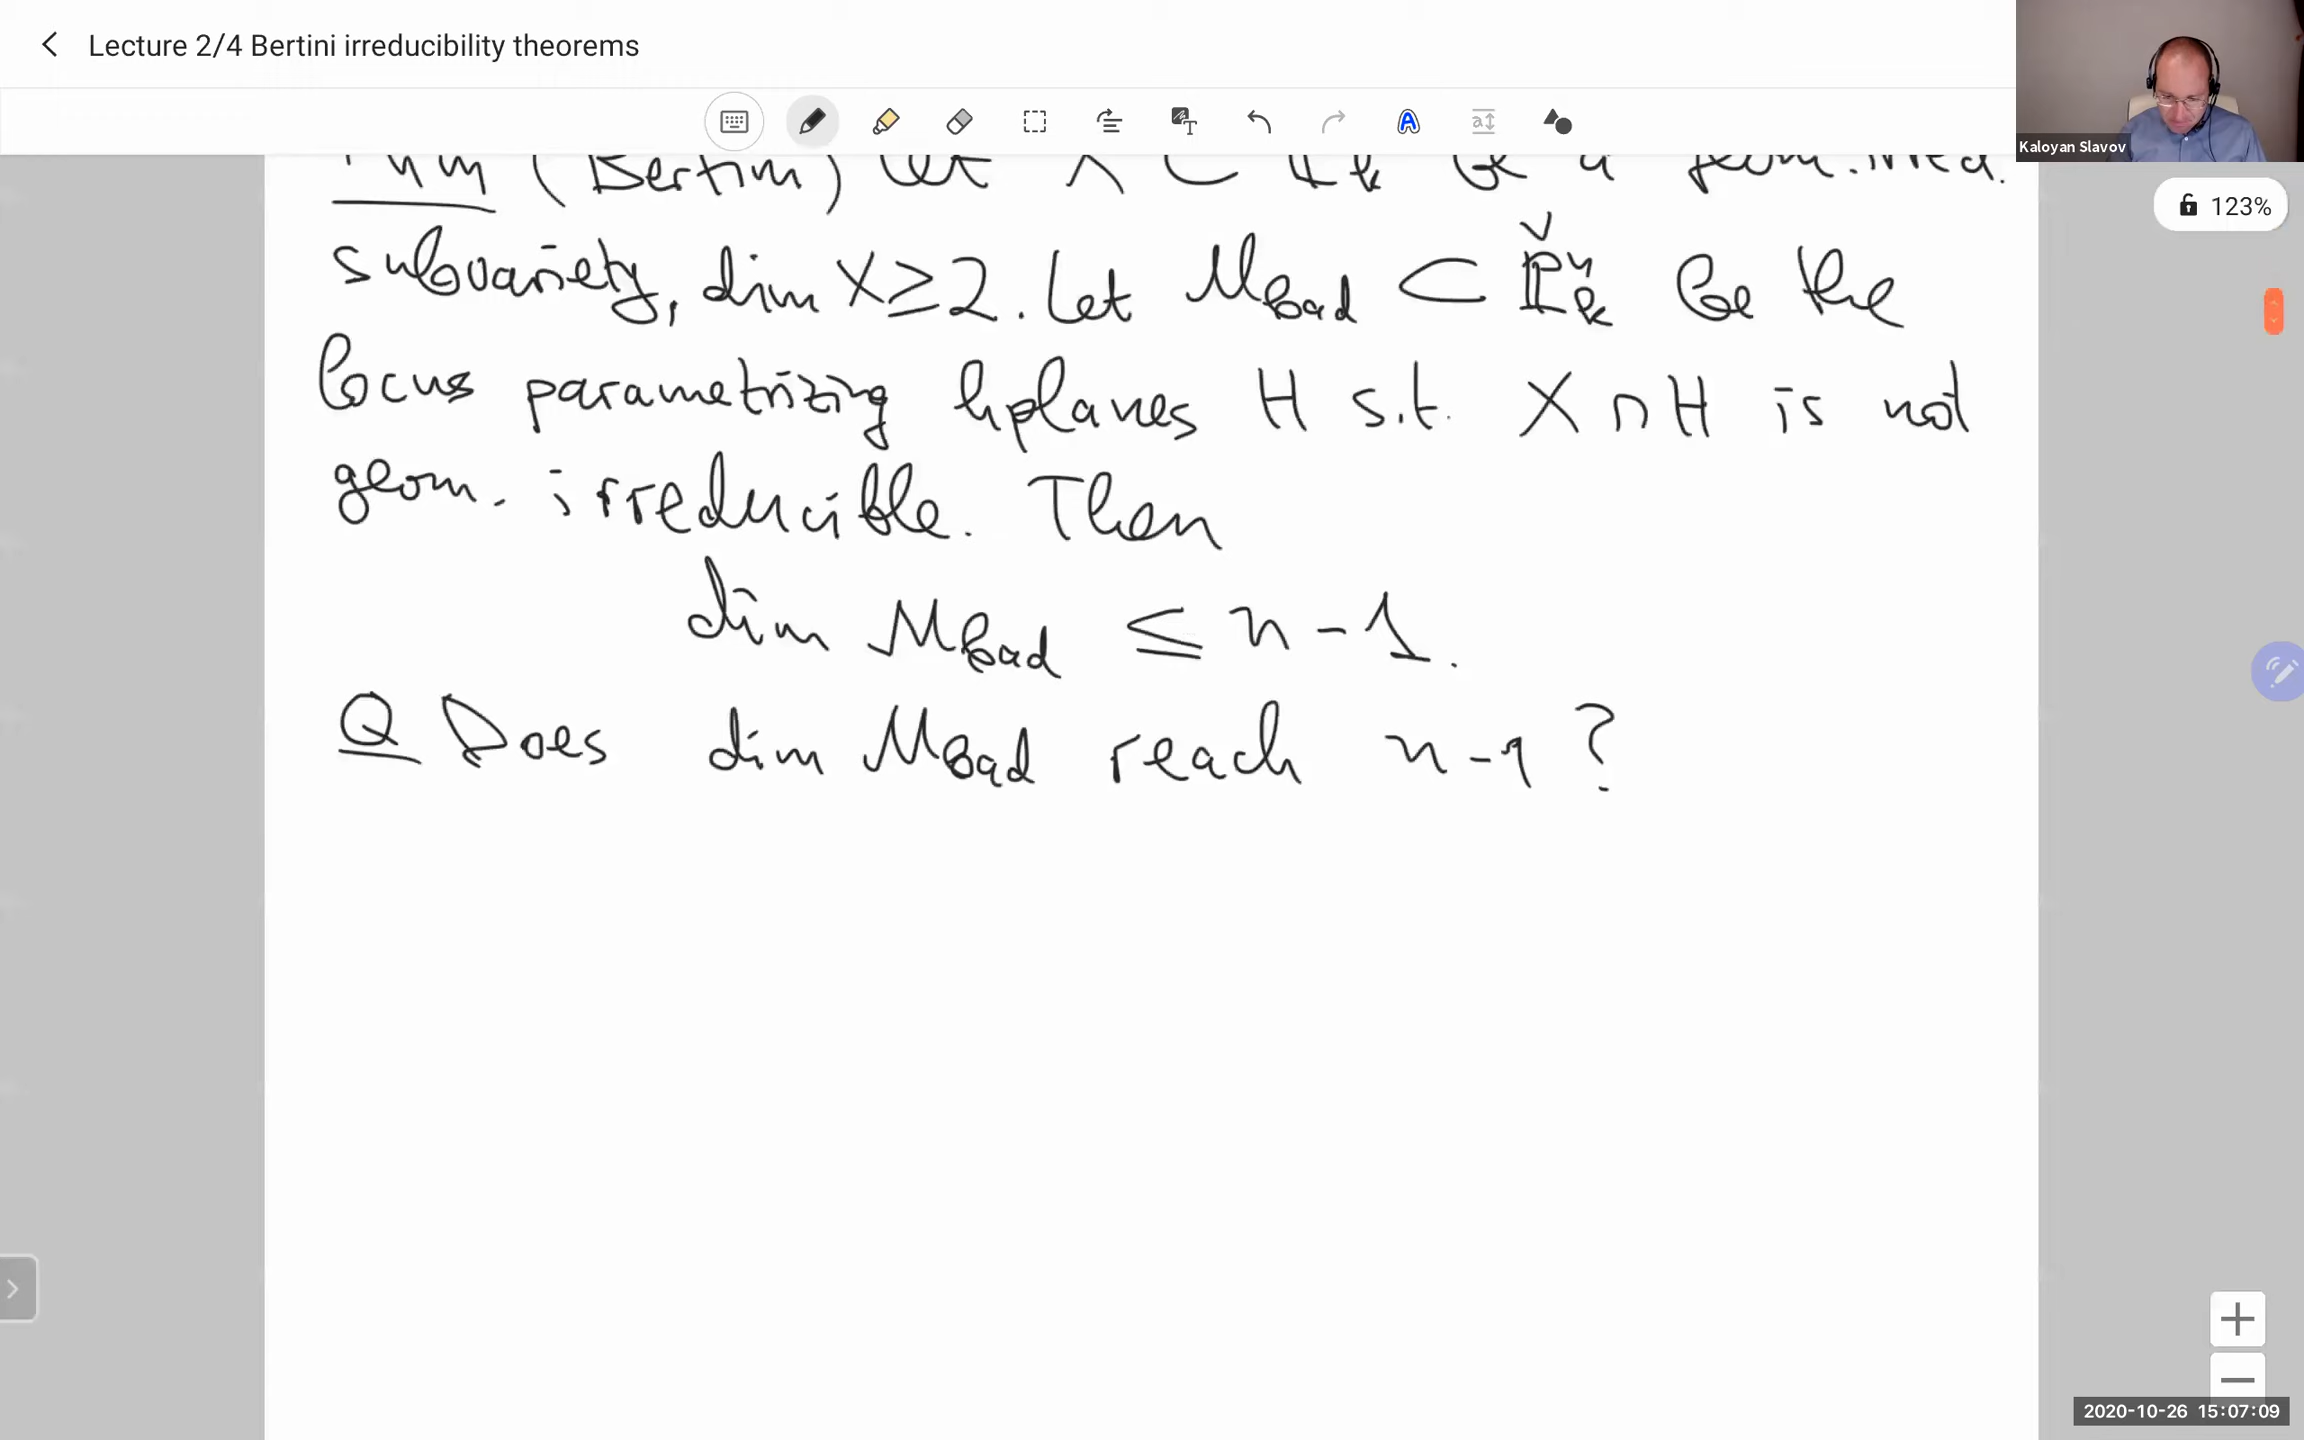 Lecture 2/4 Bertini irreducibility theorems
Kaloyan Slavov
123%
Thm (Bertini) Let X ⊂ ℙⁿ_k be a geom. irred.
subvariety, dim X ≥ 2. Let M_bad ⊂ ℙ̌ⁿ_k be the
locus parametrizing hplanes H s.t. X ∩ H is not
geom. irreducible. Then
dim M_bad ≤ n - 1.
Q Does dim M_bad reach n-1?
2020-10-26 15:07:09